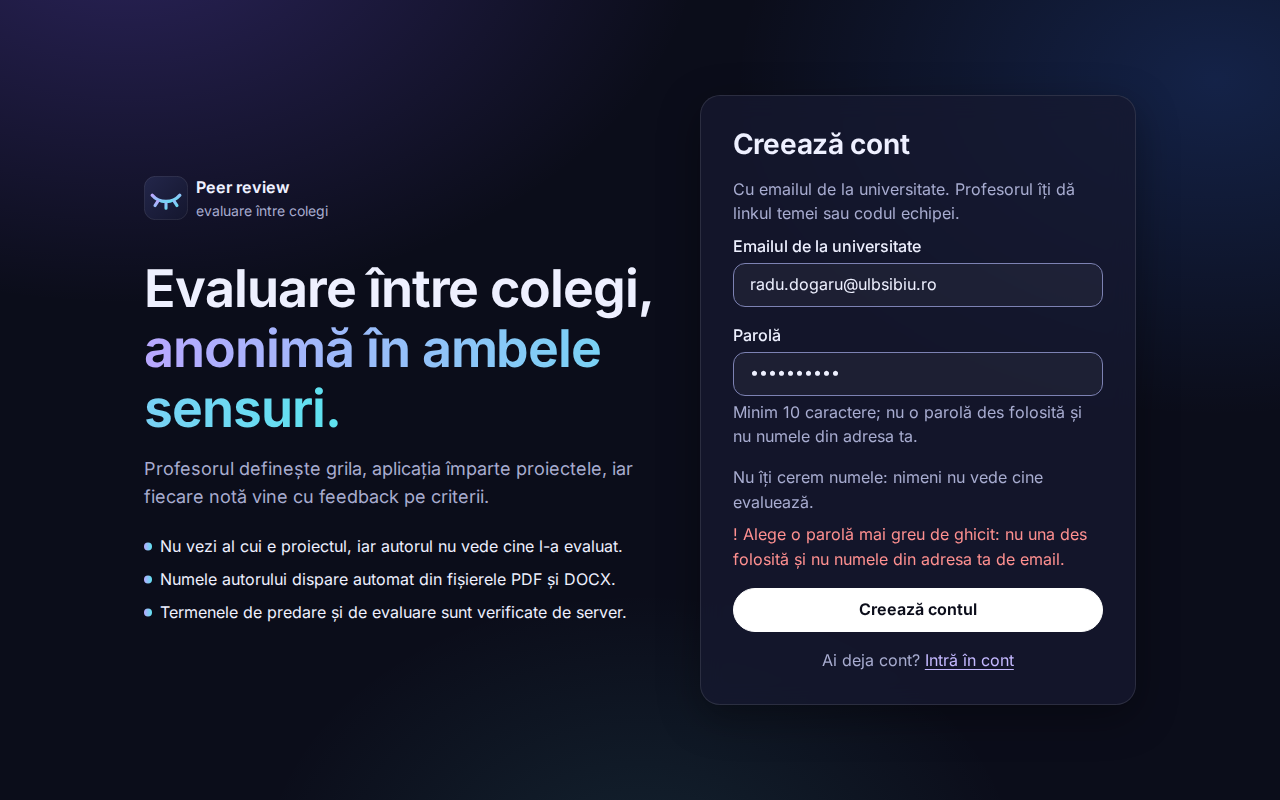 Peer review
evaluare între colegi
Evaluare între colegi,
anonimă în ambele
sensuri.
Profesorul definește grila, aplicația împarte proiectele, iar
fiecare notă vine cu feedback pe criterii.
Nu vezi al cui e proiectul, iar autorul nu vede cine l-a evaluat.
Numele autorului dispare automat din fișierele PDF și DOCX.
Termenele de predare și de evaluare sunt verificate de server.
Creează cont
Cu emailul de la universitate. Profesorul îți dă
linkul temei sau codul echipei.
Emailul de la universitate
radu.dogaru@ulbsibiu.ro
Parolă
••••••••••
Minim 10 caractere; nu o parolă des folosită și
nu numele din adresa ta.
Nu îți cerem numele: nimeni nu vede cine
evaluează.
! Alege o parolă mai greu de ghicit: nu una des
folosită și nu numele din adresa ta de email.
Creează contul
Ai deja cont? Intră în cont